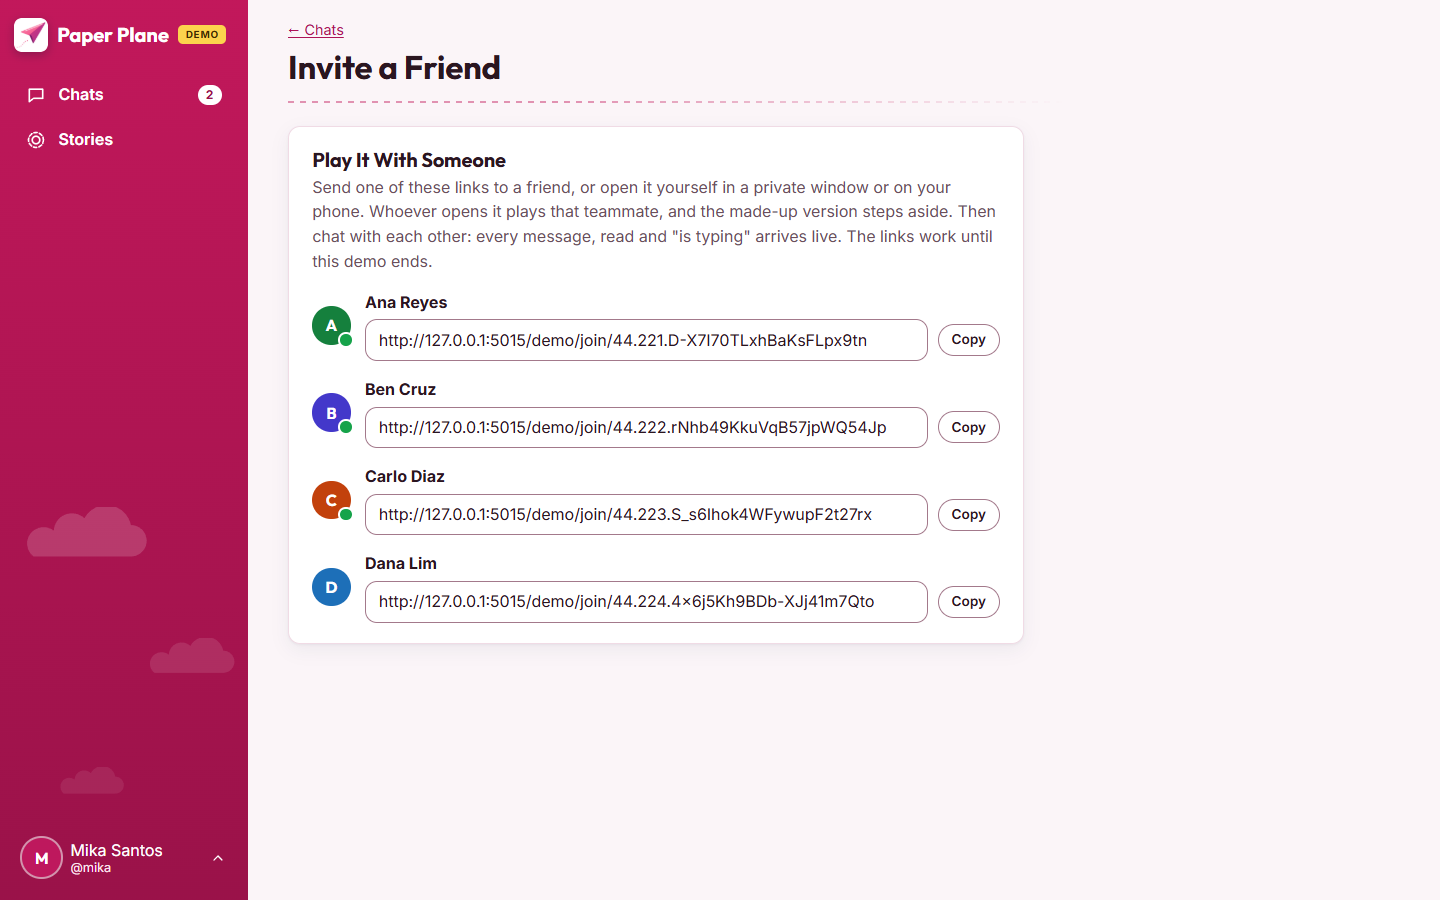 Paper Plane DEMO
Chats 2
Stories
Mika Santos
@mika
← Chats
Invite a Friend
Play It With Someone
Send one of these links to a friend, or open it yourself in a private window or on your
phone. Whoever opens it plays that teammate, and the made-up version steps aside. Then
chat with each other: every message, read and "is typing" arrives live. The links work until
this demo ends.
A
Ana Reyes
http://127.0.0.1:5015/demo/join/44.221.D-X7I70TLxhBaKsFLpx9tn
Copy
B
Ben Cruz
http://127.0.0.1:5015/demo/join/44.222.rNhb49KkuVqB57jpWQ54Jp
Copy
C
Carlo Diaz
http://127.0.0.1:5015/demo/join/44.223.S_s6lhok4WFywupF2t27rx
Copy
D
Dana Lim
http://127.0.0.1:5015/demo/join/44.224.4×6j5Kh9BDb-XJj41m7Qto
Copy
M